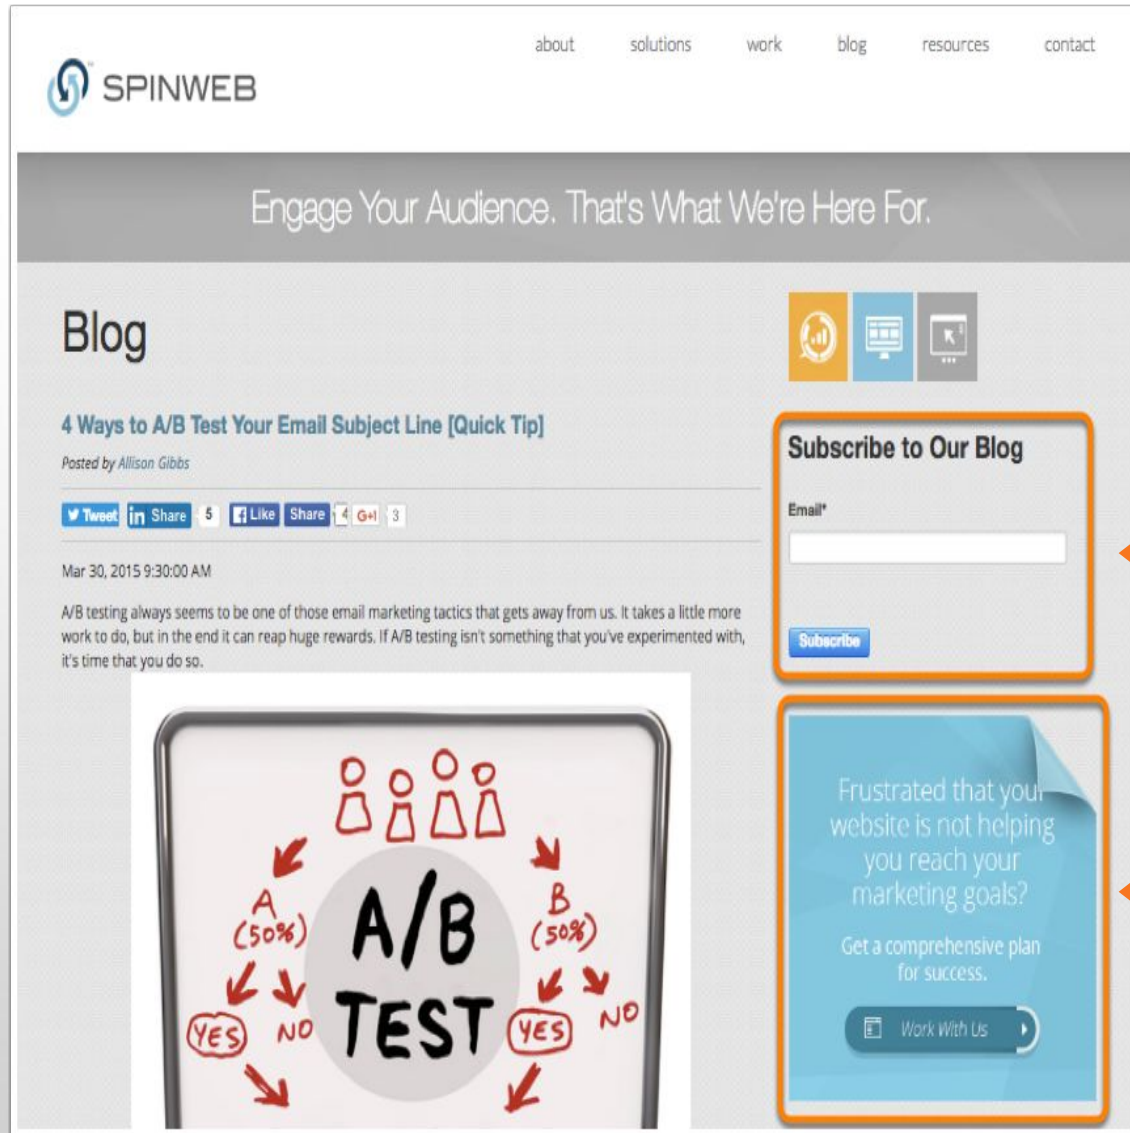 about solutions work blog resources contact
SPINWEB
Engage Your Audience. That's What We're Here For.
Blog
4 Ways to A/B Test Your Email Subject Line [Quick Tip]
Posted by Allison Gibbs
Tweet in Share 5 Like Share 4 G+1 3
Mar 30, 2015 9:30:00 AM
A/B testing always seems to be one of those email marketing tactics that gets away from us. It takes a little more
work to do, but in the end it can reap huge rewards. If A/B testing isn't something that you've experimented with,
it's time that you do so.
A
(50%)
A/B
TEST
B
(50%)
YES
NO
YES
NO
Subscribe to Our Blog
Email*
Subscribe
Frustrated that your
website is not helping
you reach your
marketing goals?
Get a comprehensive plan
for success.
Work With Us